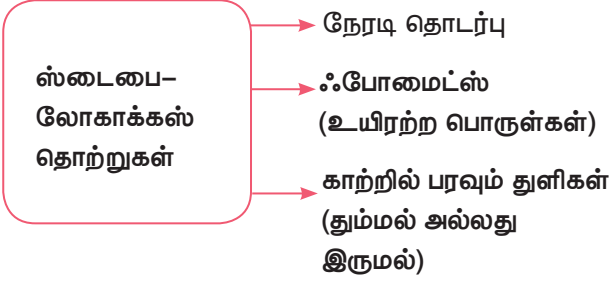 ஸ்டைபை–
லோகாக்கஸ்
தொற்றுகள்
நேரடி தொடர்பு
ஃபோமைட்ஸ்
(உயிரற்ற பொருள்கள்)
காற்றில் பரவும் துளிகள்
(தும்மல் அல்லது
இருமல்)